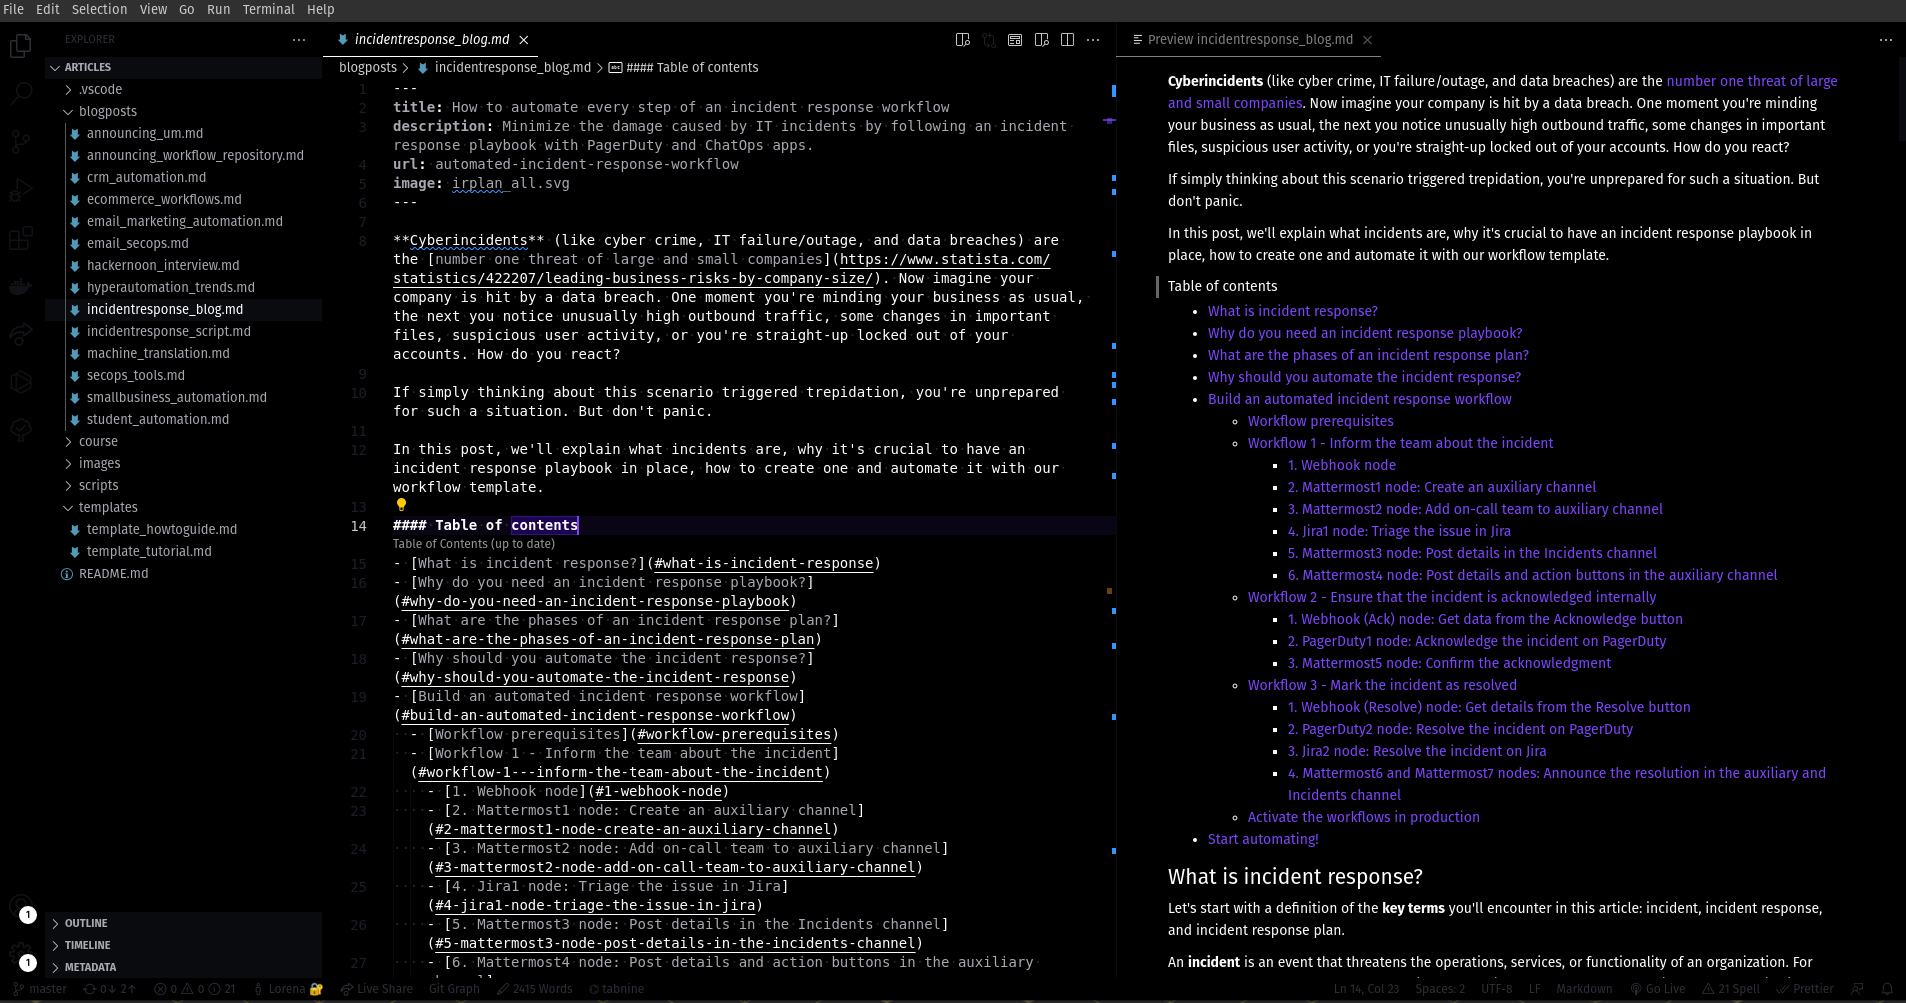 File Edit Selection View Go Run Terminal Help
EXPLORER
ARTICLES
.vscode
blogposts
announcing_um.md
announcing_workflow_repository.md
crm_automation.md
ecommerce_workflows.md
email_marketing_automation.md
email_secops.md
hackernoon_interview.md
hyperautomation_trends.md
incidentresponse_blog.md
incidentresponse_script.md
machine_translation.md
secops_tools.md
smallbusiness_automation.md
student_automation.md
course
images
scripts
templates
template_howtoguide.md
template_tutorial.md
README.md
OUTLINE
TIMELINE
METADATA
1
1
incidentresponse_blog.md
blogposts > incidentresponse_blog.md > #### Table of contents
1 ---
2 title: How to automate every step of an incident response workflow
3 description: Minimize the damage caused by IT incidents by following an incident
response playbook with PagerDuty and ChatOps apps.
4 url: automated-incident-response-workflow
5 image: irplan_all.svg
6 ---
7
8 **Cyberincidents** (like cyber crime, IT failure/outage, and data breaches) are
the [number one threat of large and small companies](https://www.statista.com/
statistics/422207/leading-business-risks-by-company-size/). Now imagine your
company is hit by a data breach. One moment you're minding your business as usual,
the next you notice unusually high outbound traffic, some changes in important
files, suspicious user activity, or you're straight-up locked out of your
accounts. How do you react?
9
10 If simply thinking about this scenario triggered trepidation, you're unprepared
for such a situation. But don't panic.
11
12 In this post, we'll explain what incidents are, why it's crucial to have an
incident response playbook in place, how to create one and automate it with our
workflow template.
13
14 #### Table of contents
Table of Contents (up to date)
15 - [What is incident response?](#what-is-incident-response)
16 - [Why do you need an incident response playbook?]
(#why-do-you-need-an-incident-response-playbook)
17 - [What are the phases of an incident response plan?]
(#what-are-the-phases-of-an-incident-response-plan)
18 - [Why should you automate the incident response?]
(#why-should-you-automate-the-incident-response)
19 - [Build an automated incident response workflow]
(#build-an-automated-incident-response-workflow)
20 - [Workflow prerequisites](#workflow-prerequisites)
21 - [Workflow 1 - Inform the team about the incident]
(#workflow-1---inform-the-team-about-the-incident)
22 - [1. Webhook node](#1-webhook-node)
23 - [2. Mattermost1 node: Create an auxiliary channel]
(#2-mattermost1-node-create-an-auxiliary-channel)
24 - [3. Mattermost2 node: Add on-call team to auxiliary channel]
(#3-mattermost2-node-add-on-call-team-to-auxiliary-channel)
25 - [4. Jira1 node: Triage the issue in Jira]
(#4-jira1-node-triage-the-issue-in-jira)
26 - [5. Mattermost3 node: Post details in the Incidents channel]
(#5-mattermost3-node-post-details-in-the-incidents-channel)
27 - [6. Mattermost4 node: Post details and action buttons in the auxiliary
Preview incidentresponse_blog.md
Cyberincidents (like cyber crime, IT failure/outage, and data breaches) are the number one threat of large
and small companies. Now imagine your company is hit by a data breach. One moment you're minding
your business as usual, the next you notice unusually high outbound traffic, some changes in important
files, suspicious user activity, or you're straight-up locked out of your accounts. How do you react?
If simply thinking about this scenario triggered trepidation, you're unprepared for such a situation. But
don't panic.
In this post, we'll explain what incidents are, why it's crucial to have an incident response playbook in
place, how to create one and automate it with our workflow template.
Table of contents
What is incident response?
Why do you need an incident response playbook?
What are the phases of an incident response plan?
Why should you automate the incident response?
Build an automated incident response workflow
Workflow prerequisites
Workflow 1 - Inform the team about the incident
1. Webhook node
2. Mattermost1 node: Create an auxiliary channel
3. Mattermost2 node: Add on-call team to auxiliary channel
4. Jira1 node: Triage the issue in Jira
5. Mattermost3 node: Post details in the Incidents channel
6. Mattermost4 node: Post details and action buttons in the auxiliary channel
Workflow 2 - Ensure that the incident is acknowledged internally
1. Webhook (Ack) node: Get data from the Acknowledge button
2. PagerDuty1 node: Acknowledge the incident on PagerDuty
3. Mattermost5 node: Confirm the acknowledgment
Workflow 3 - Mark the incident as resolved
1. Webhook (Resolve) node: Get details from the Resolve button
2. PagerDuty2 node: Resolve the incident on PagerDuty
3. Jira2 node: Resolve the incident on Jira
4. Mattermost6 and Mattermost7 nodes: Announce the resolution in the auxiliary and
Incidents channel
Activate the workflows in production
Start automating!
What is incident response?
Let's start with a definition of the key terms you'll encounter in this article: incident, incident response,
and incident response plan.
An incident is an event that threatens the operations, services, or functionality of an organization. For
master 0↓ 2↑ 0 0 21 Lorena Live Share Git Graph 2415 Words tabnine Ln 14, Col 23 Spaces: 2 UTF-8 LF Markdown Go Live 21 Spell Prettier